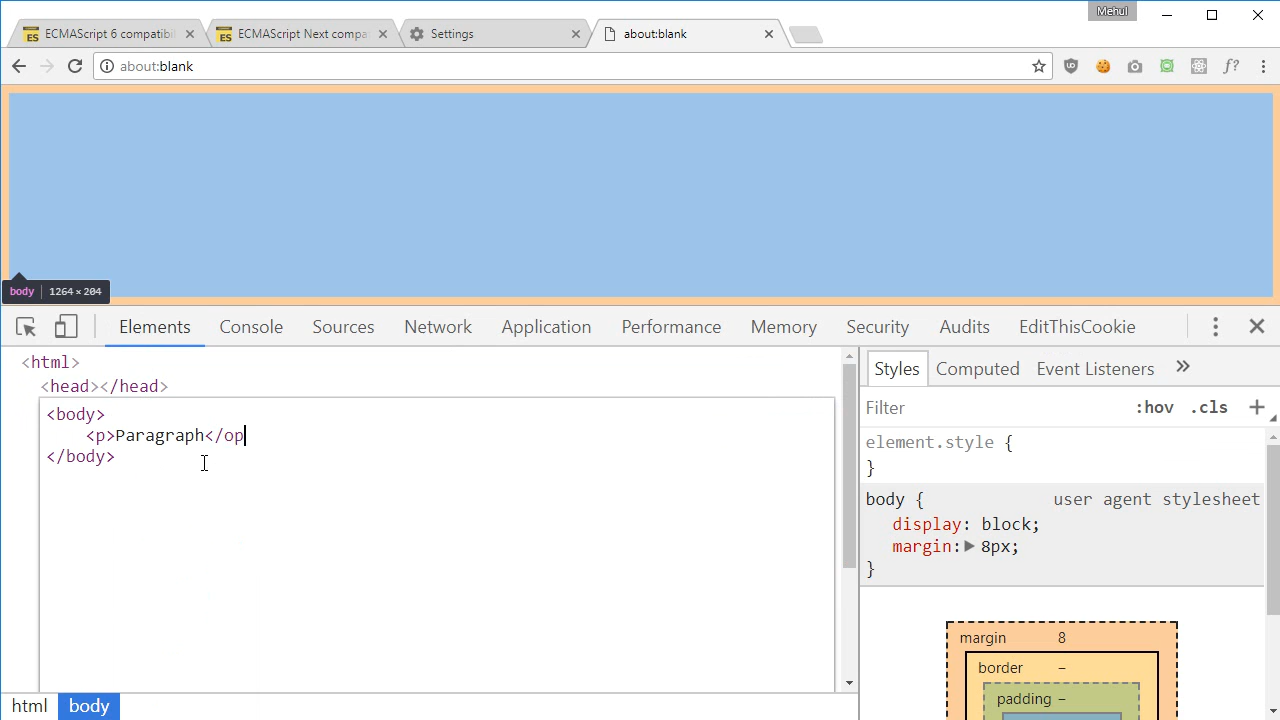 Mehul
ECMAScript 6 compatibi
ECMAScript Next compa
Settings
about:blank
about:blank
f?
body 1264 × 204
Elements Console Sources Network Application Performance Memory Security Audits EditThisCookie
<html>
<head></head>
<body>
<p>Paragraph</op
</body>
html body
Styles Computed Event Listeners »
Filter :hov .cls +
element.style {
}
body { user agent stylesheet
display: block;
margin: 8px;
}
margin 8
border –
padding –